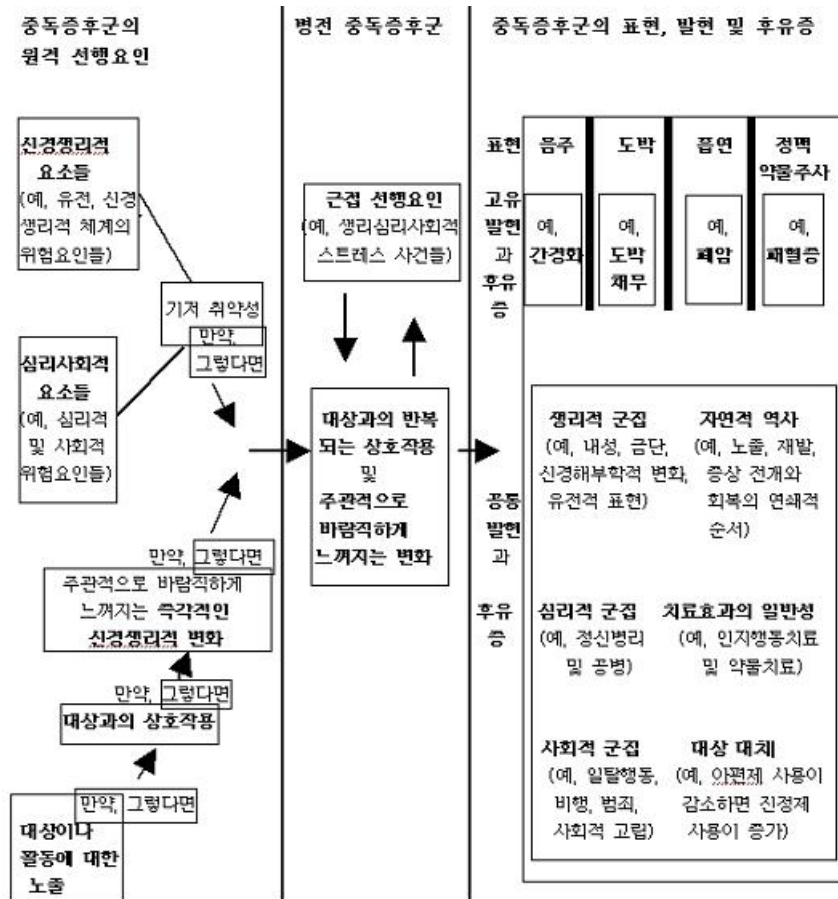 중독증후군의
원격 선행요인
병전 중독증후군
중독증후군의 표현, 발현 및 후유증
신경생리적
요소들
(예, 유전, 신경
생리적 체계의
위험요인들)
기저 취약성
만약,
그렇다면
심리사회적
요소들
(예, 심리적
및 사회적
위험요인들)
만약, 그렇다면
주관적으로 바람직하게
느껴지는 즉각적인
신경생리적 변화
만약, 그렇다면
대상과의 상호작용
만약, 그렇다면
대상이나
활동에 대한
노출
근접 선행요인
(예, 생리심리사회적
스트레스 사건들)
대상과의 반복
되는 상호작용
및
주관적으로
바람직하게
느껴지는 변화
표현 음주 도박 흡연 정맥
약물주사
고유
발현
과
후유
증
예,
간경화
예,
도박
채무
예,
폐암
예,
패혈증
공통
발현
과
후유
증
생리적 군집
(예, 내성, 금단,
신경해부학적 변화,
유전적 표현)
자연적 역사
(예, 노출, 재발,
증상 전개와
회복의 연쇄적
순서)
심리적 군집
(예, 정신병리
및 공병)
치료효과의 일반성
(예, 인지행동치료
및 약물치료)
사회적 군집
(예, 일탈행동,
비행, 범죄,
사회적 고립)
대상 대체
(예, 아편제 사용이
감소하면 진정제
사용이 증가)